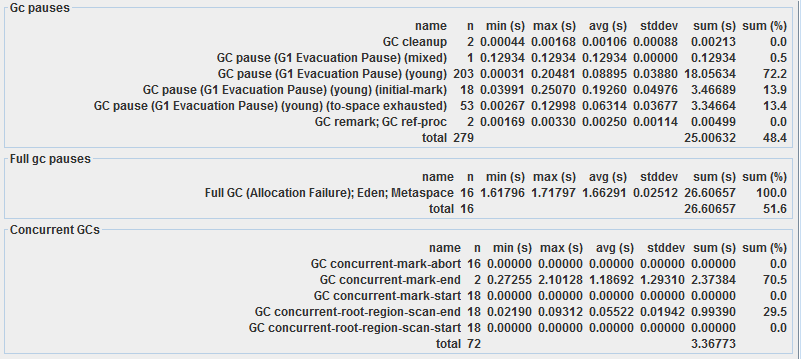 Gc pauses
name n min (s) max (s) avg (s) stddev sum (s) sum (%)
GC cleanup 2 0.00044 0.00168 0.00106 0.00088 0.00213 0.0
GC pause (G1 Evacuation Pause) (mixed) 1 0.12934 0.12934 0.12934 0.00000 0.12934 0.5
GC pause (G1 Evacuation Pause) (young) 203 0.00031 0.20481 0.08895 0.03880 18.05634 72.2
GC pause (G1 Evacuation Pause) (young) (initial-mark) 18 0.03991 0.25070 0.19260 0.04976 3.46689 13.9
GC pause (G1 Evacuation Pause) (young) (to-space exhausted) 53 0.00267 0.12998 0.06314 0.03677 3.34664 13.4
GC remark; GC ref-proc 2 0.00169 0.00330 0.00250 0.00114 0.00499 0.0
total 279 25.00632 48.4
Full gc pauses
name n min (s) max (s) avg (s) stddev sum (s) sum (%)
Full GC (Allocation Failure); Eden; Metaspace 16 1.61796 1.71797 1.66291 0.02512 26.60657 100.0
total 16 26.60657 51.6
Concurrent GCs
name n min (s) max (s) avg (s) stddev sum (s) sum (%)
GC concurrent-mark-abort 16 0.00000 0.00000 0.00000 0.00000 0.00000 0.0
GC concurrent-mark-end 2 0.27255 2.10128 1.18692 1.29310 2.37384 70.5
GC concurrent-mark-start 18 0.00000 0.00000 0.00000 0.00000 0.00000 0.0
GC concurrent-root-region-scan-end 18 0.02190 0.09312 0.05522 0.01942 0.99390 29.5
GC concurrent-root-region-scan-start 18 0.00000 0.00000 0.00000 0.00000 0.00000 0.0
total 72 3.36773